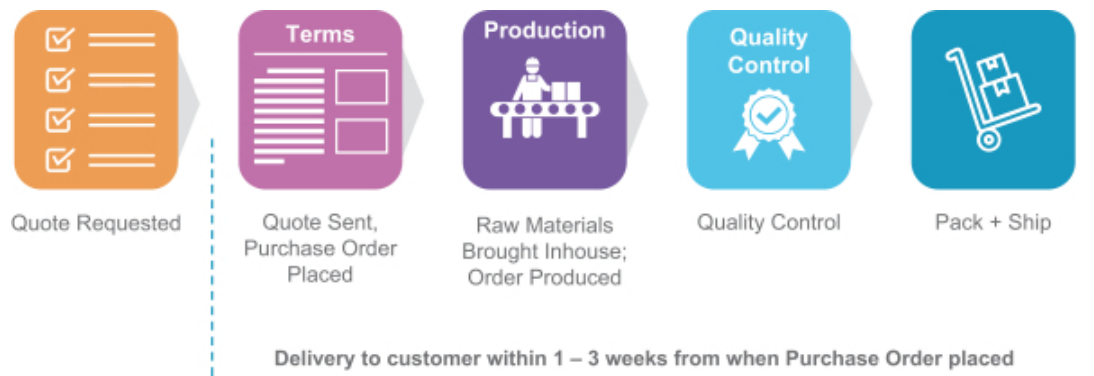 Terms
Production
Quality
Control
Quote Requested
Quote Sent,
Purchase Order
Placed
Raw Materials
Brought Inhouse;
Order Produced
Quality Control
Pack + Ship
Delivery to customer within 1 – 3 weeks from when Purchase Order placed